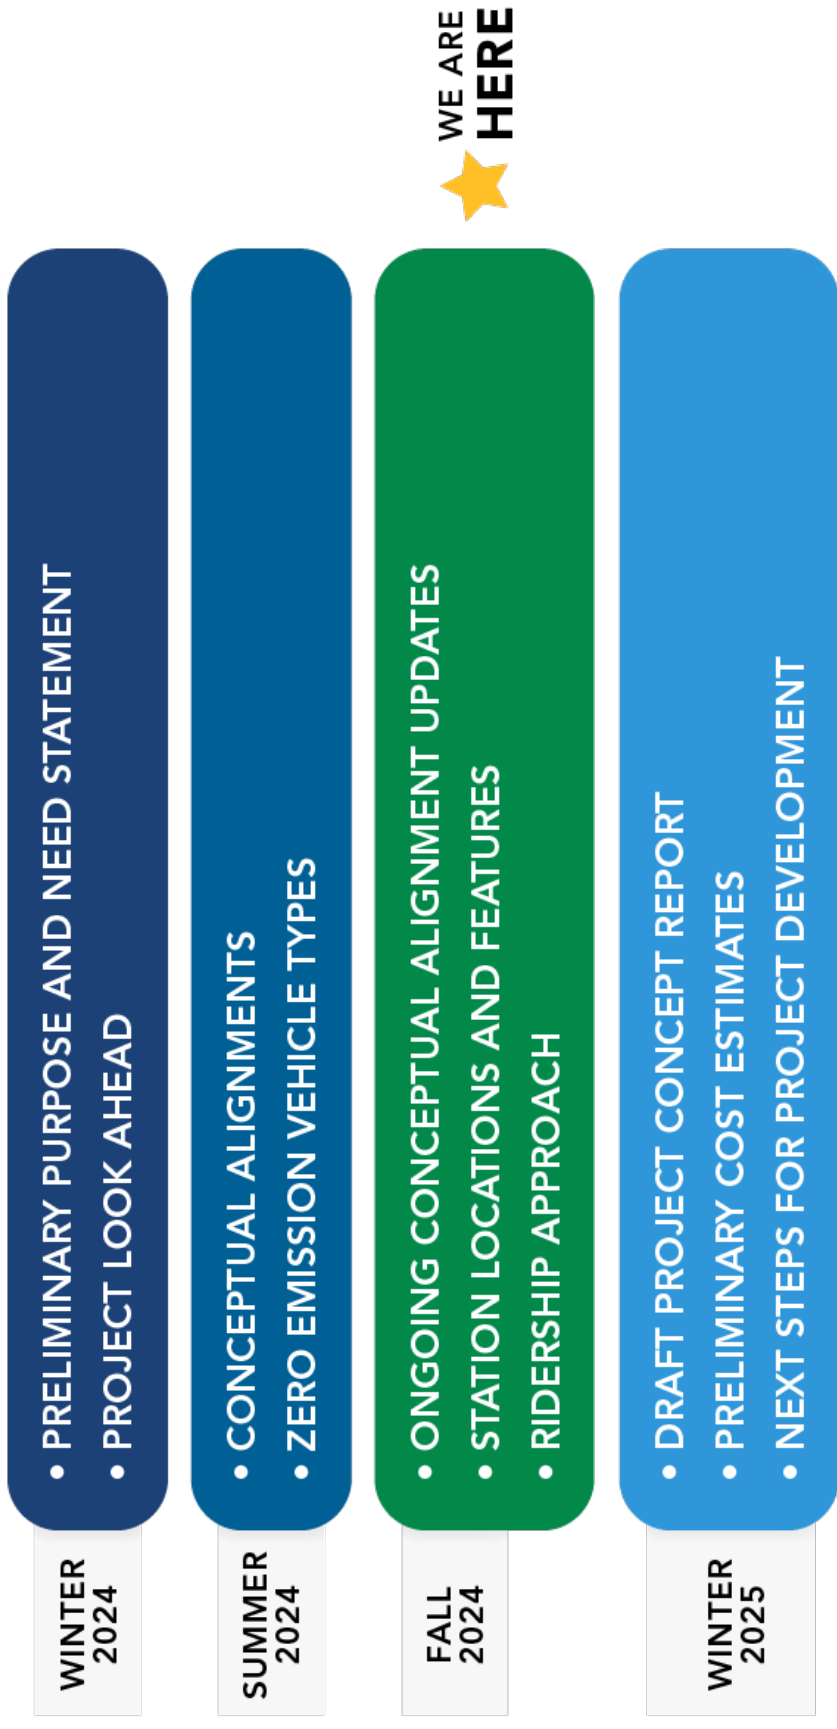 WINTER
2024
• PRELIMINARY PURPOSE AND NEED STATEMENT
• PROJECT LOOK AHEAD
SUMMER
2024
• CONCEPTUAL ALIGNMENTS
• ZERO EMISSION VEHICLE TYPES
FALL
2024
• ONGOING CONCEPTUAL ALIGNMENT UPDATES
• STATION LOCATIONS AND FEATURES
• RIDERSHIP APPROACH
WE ARE
HERE
WINTER
2025
• DRAFT PROJECT CONCEPT REPORT
• PRELIMINARY COST ESTIMATES
• NEXT STEPS FOR PROJECT DEVELOPMENT